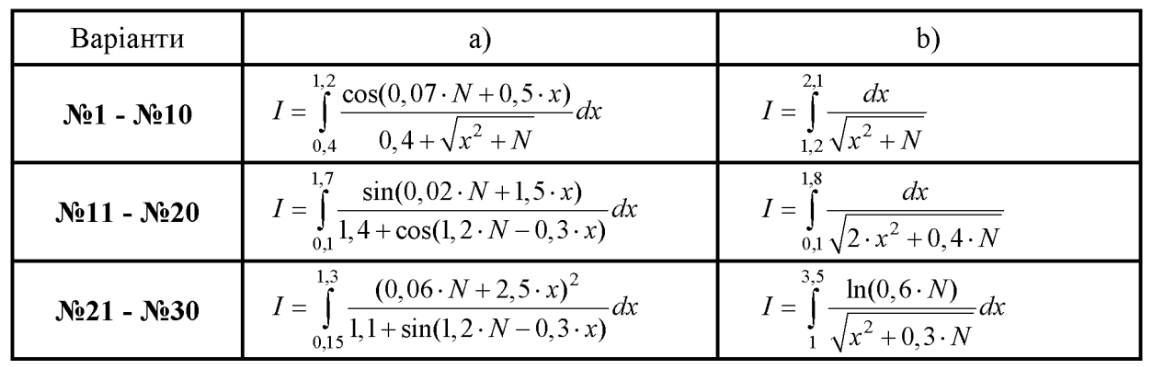 Варіанти a) b)
№1 - №10 $I = \int_{0,4}^{1,2} \frac{\cos(0,07 \cdot N + 0,5 \cdot x)}{0,4 + \sqrt{x^2 + N}} dx$ $I = \int_{1,2}^{2,1} \frac{dx}{\sqrt{x^2 + N}}$
№11 - №20 $I = \int_{0,1}^{1,7} \frac{\sin(0,02 \cdot N + 1,5 \cdot x)}{1,4 + \cos(1,2 \cdot N - 0,3 \cdot x)} dx$ $I = \int_{0,1}^{1,8} \frac{dx}{\sqrt{2 \cdot x^2 + 0,4 \cdot N}}$
№21 - №30 $I = \int_{0,15}^{1,3} \frac{(0,06 \cdot N + 2,5 \cdot x)^2}{1,1 + \sin(1,2 \cdot N - 0,3 \cdot x)} dx$ $I = \int_{1}^{3,5} \frac{\ln(0,6 \cdot N)}{\sqrt{x^2 + 0,3 \cdot N}} dx$